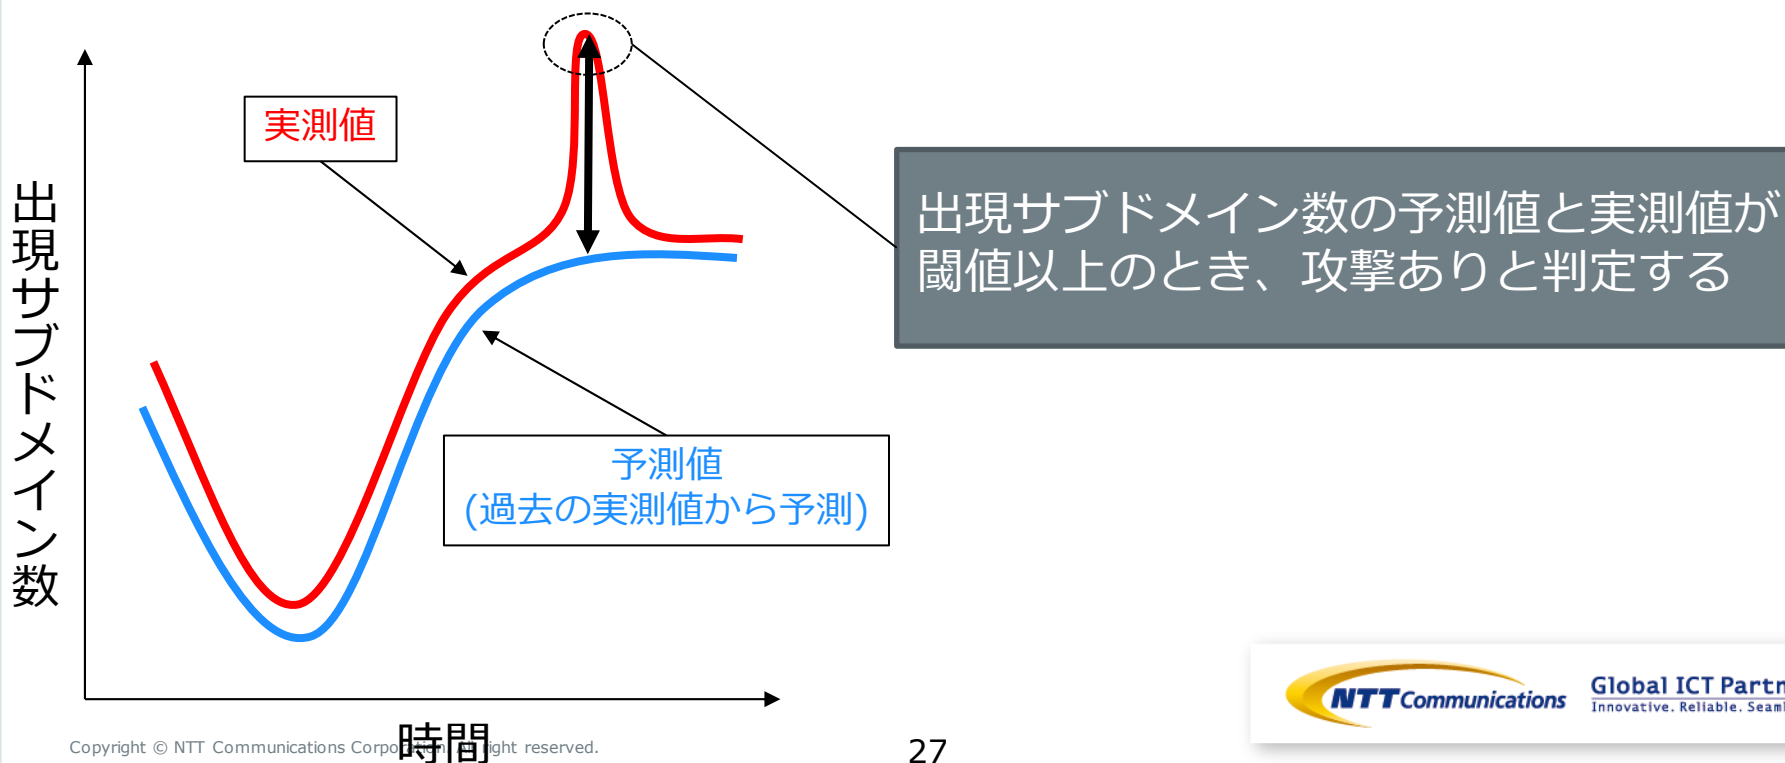 実測値
出現サブドメイン数
出現サブドメイン数の予測値と実測値が
閾値以上のとき、攻撃ありと判定する
予測値
(過去の実測値から予測)
時間
NTT Communications
Global ICT Partn
Innovative. Reliable. Seaml
Copyright © NTT Communications Corporation. All right reserved.
27